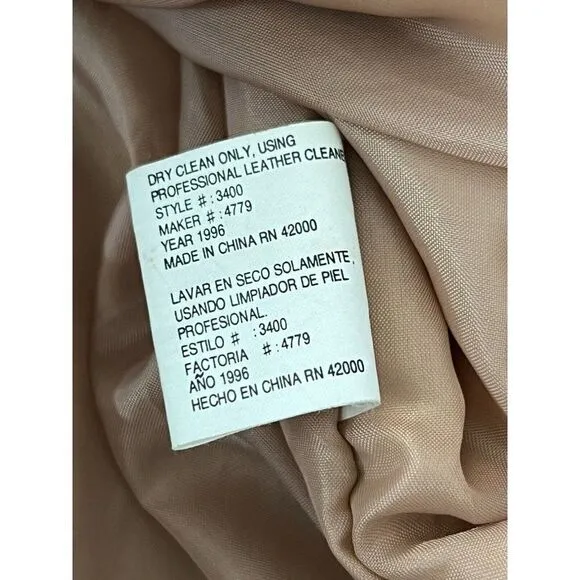 DRY CLEAN ONLY, USING
PROFESSIONAL LEATHER CLEANE
STYLE # : 3400
MAKER # : 4779
YEAR 1996
MADE IN CHINA RN 42000
LAVAR EN SECO SOLAMENTE,
USANDO LIMPIADOR DE PIEL
PROFESIONAL.
ESTILO # : 3400
FACTORIA # : 4779
AÑO 1996
HECHO EN CHINA RN 42000